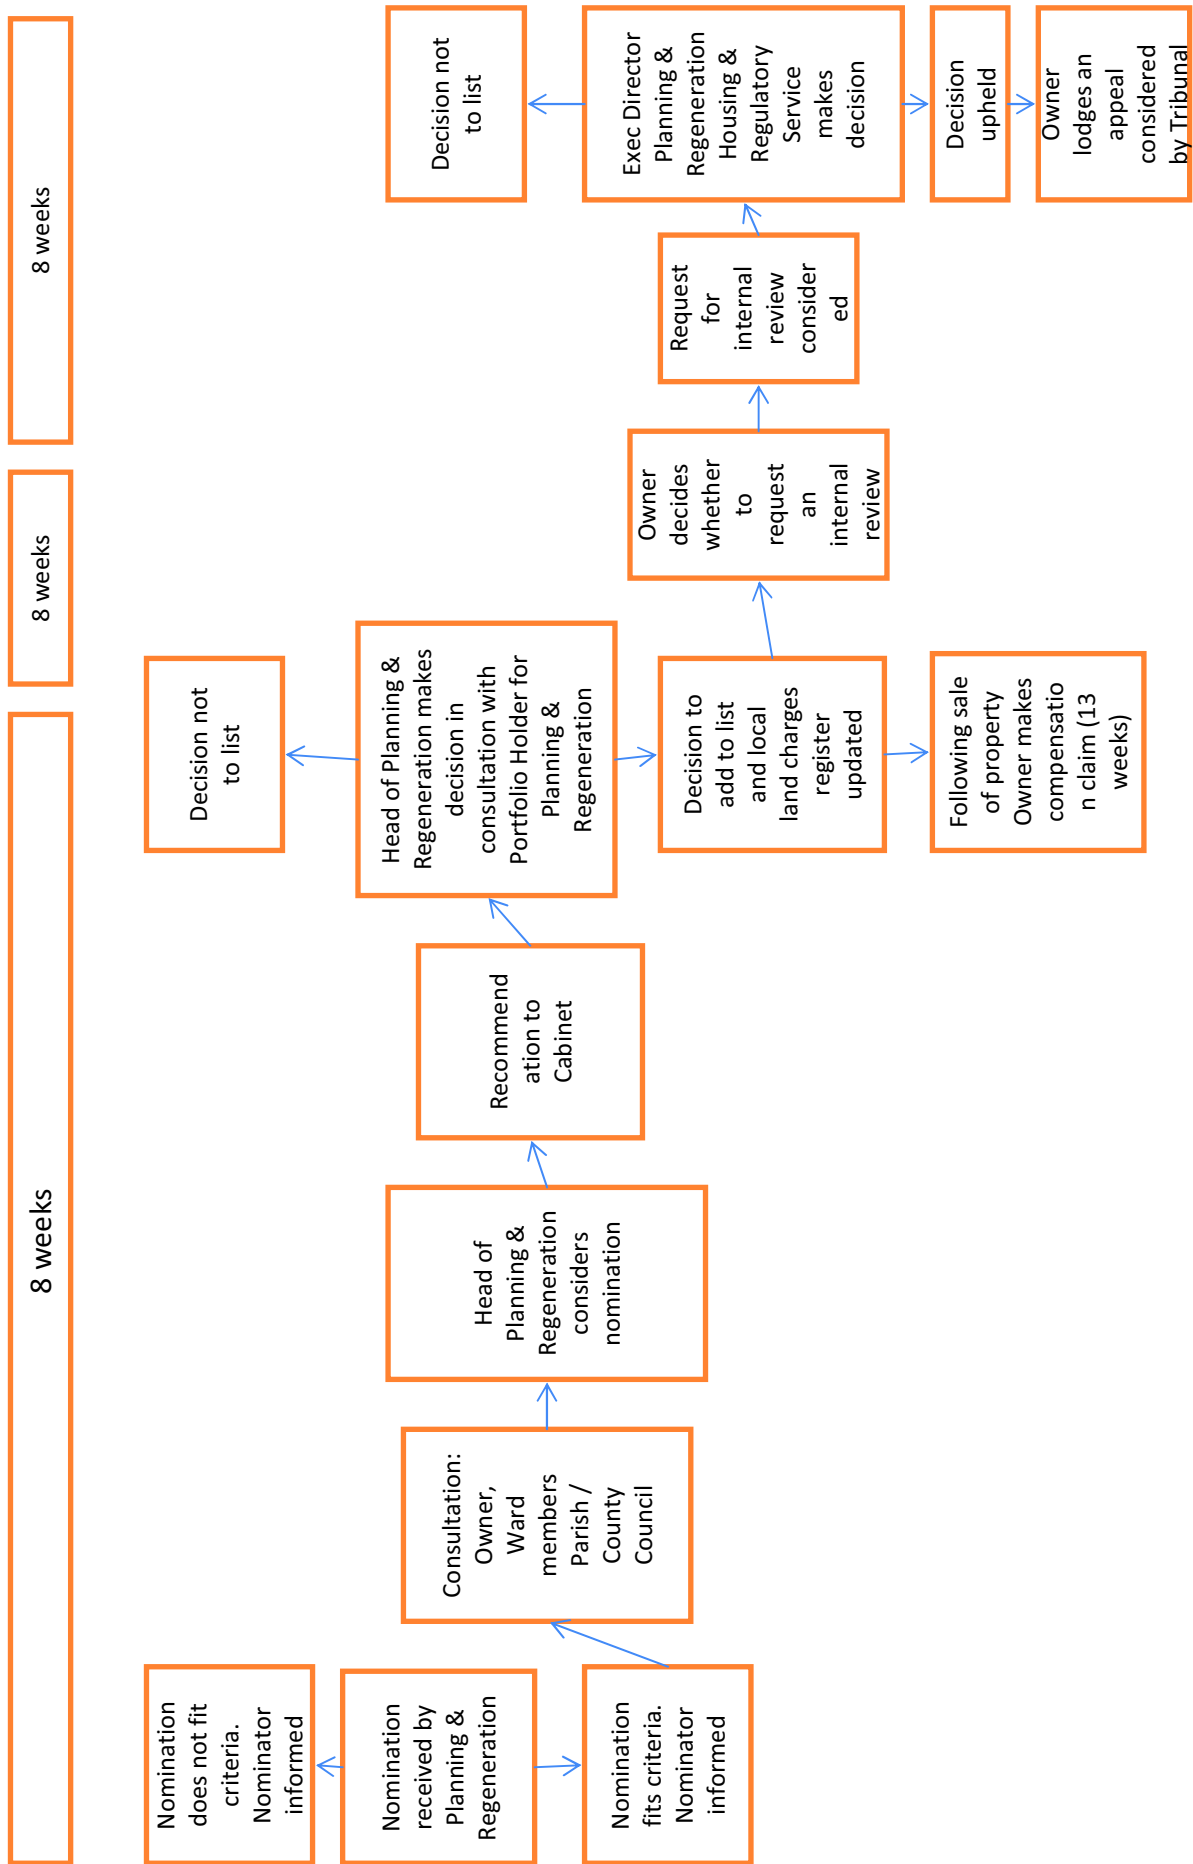 8 weeks
8 weeks
8 weeks
Nomination
does not fit
criteria.
Nominator
informed
Nomination
received by
Planning &
Regeneration
Nomination
fits criteria.
Nominator
informed
Consultation:
Owner,
Ward
members
Parish /
County
Council
Head of
Planning &
Regeneration
considers
nomination
Recommend
ation to
Cabinet
Decision not
to list
Head of Planning &
Regeneration makes
decision in
consultation with
Portfolio Holder for
Planning &
Regeneration
Decision to
add to list
and local
land charges
register
updated
Following sale
of property
Owner makes
compensatio
n claim (13
weeks)
Owner
decides
whether
to
request
an
internal
review
Request
for
internal
review
consider
ed
Decision not
to list
Exec Director
Planning &
Regeneration
Housing &
Regulatory
Service
makes
decision
Decision
upheld
Owner
lodges an
appeal
considered
by Tribunal